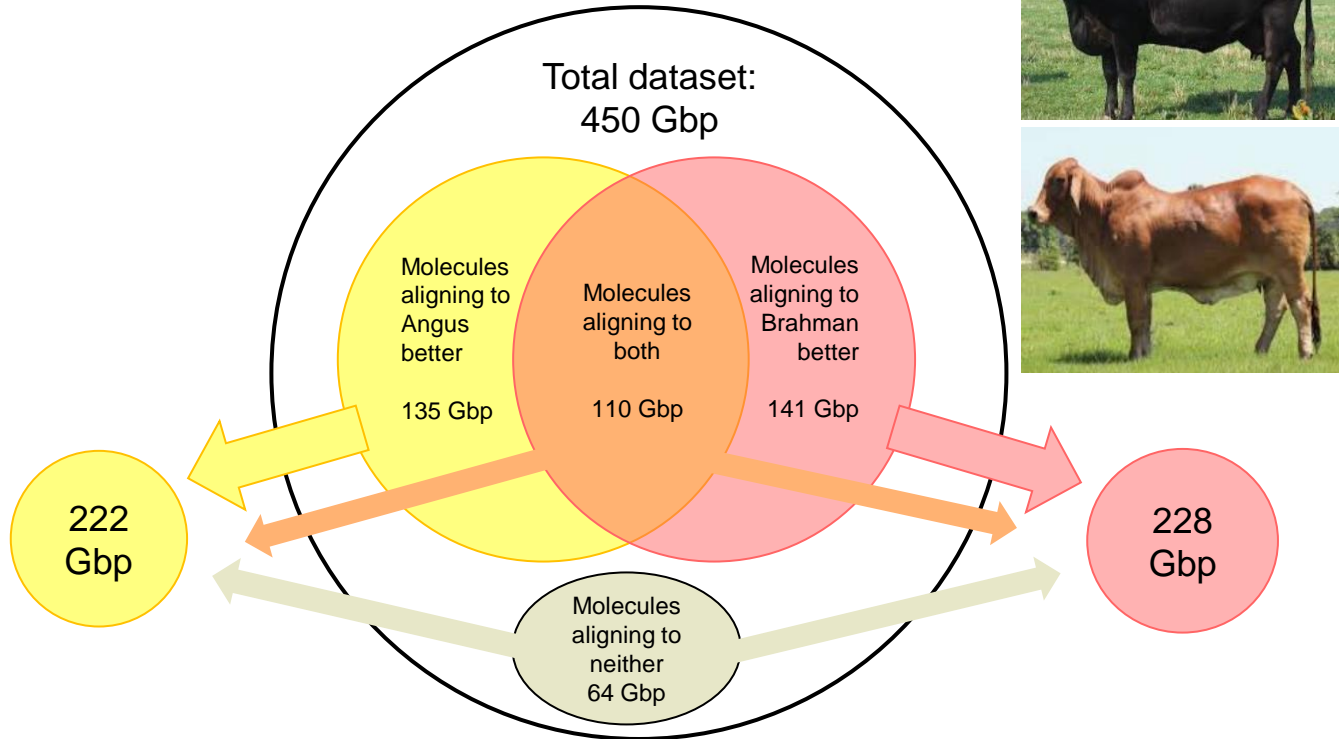 Total dataset:
450 Gbp
Molecules
aligning to
Angus
better
135 Gbp
Molecules
aligning to
both
110 Gbp
Molecules
aligning to
Brahman
better
141 Gbp
222
Gbp
228
Gbp
Molecules
aligning to
neither
64 Gbp